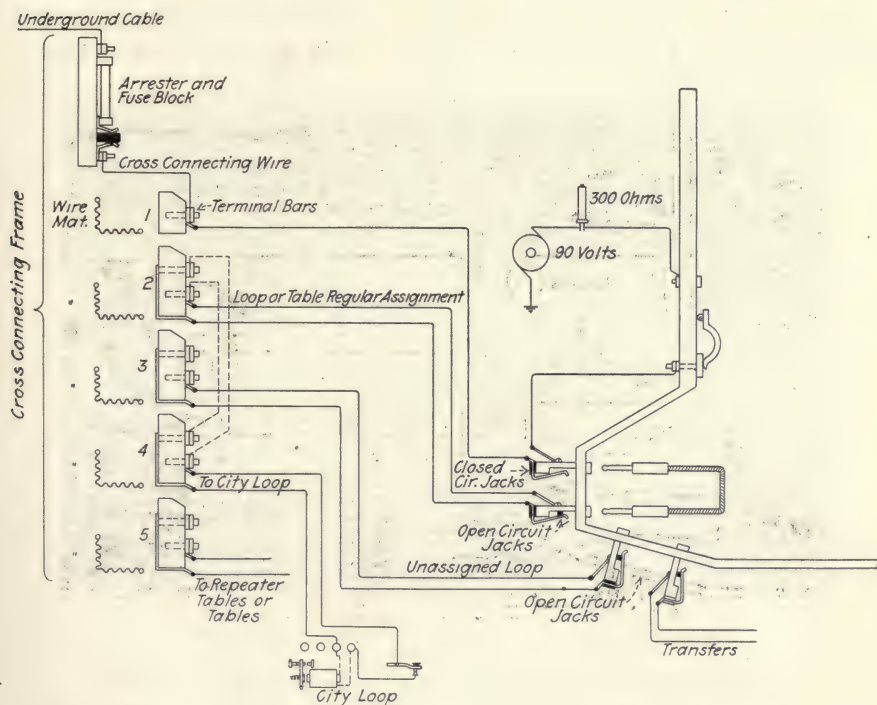 Underground Cable
Arrester and
Fuse Block
Cross Connecting Wire
Cross Connecting Frame
Wire
Mat.
1
Terminal Bars
300 Ohms
90 Volts
2
Loop or Table Regular Assignment
"
3
"
4
To City Loop
"
Closed
Cir. Jacks
Open Circuit
Jacks
5
"
Unassigned Loop
To Repeater
Tables or
Tables
Open Circuit
Jacks
Transfers
City Loop